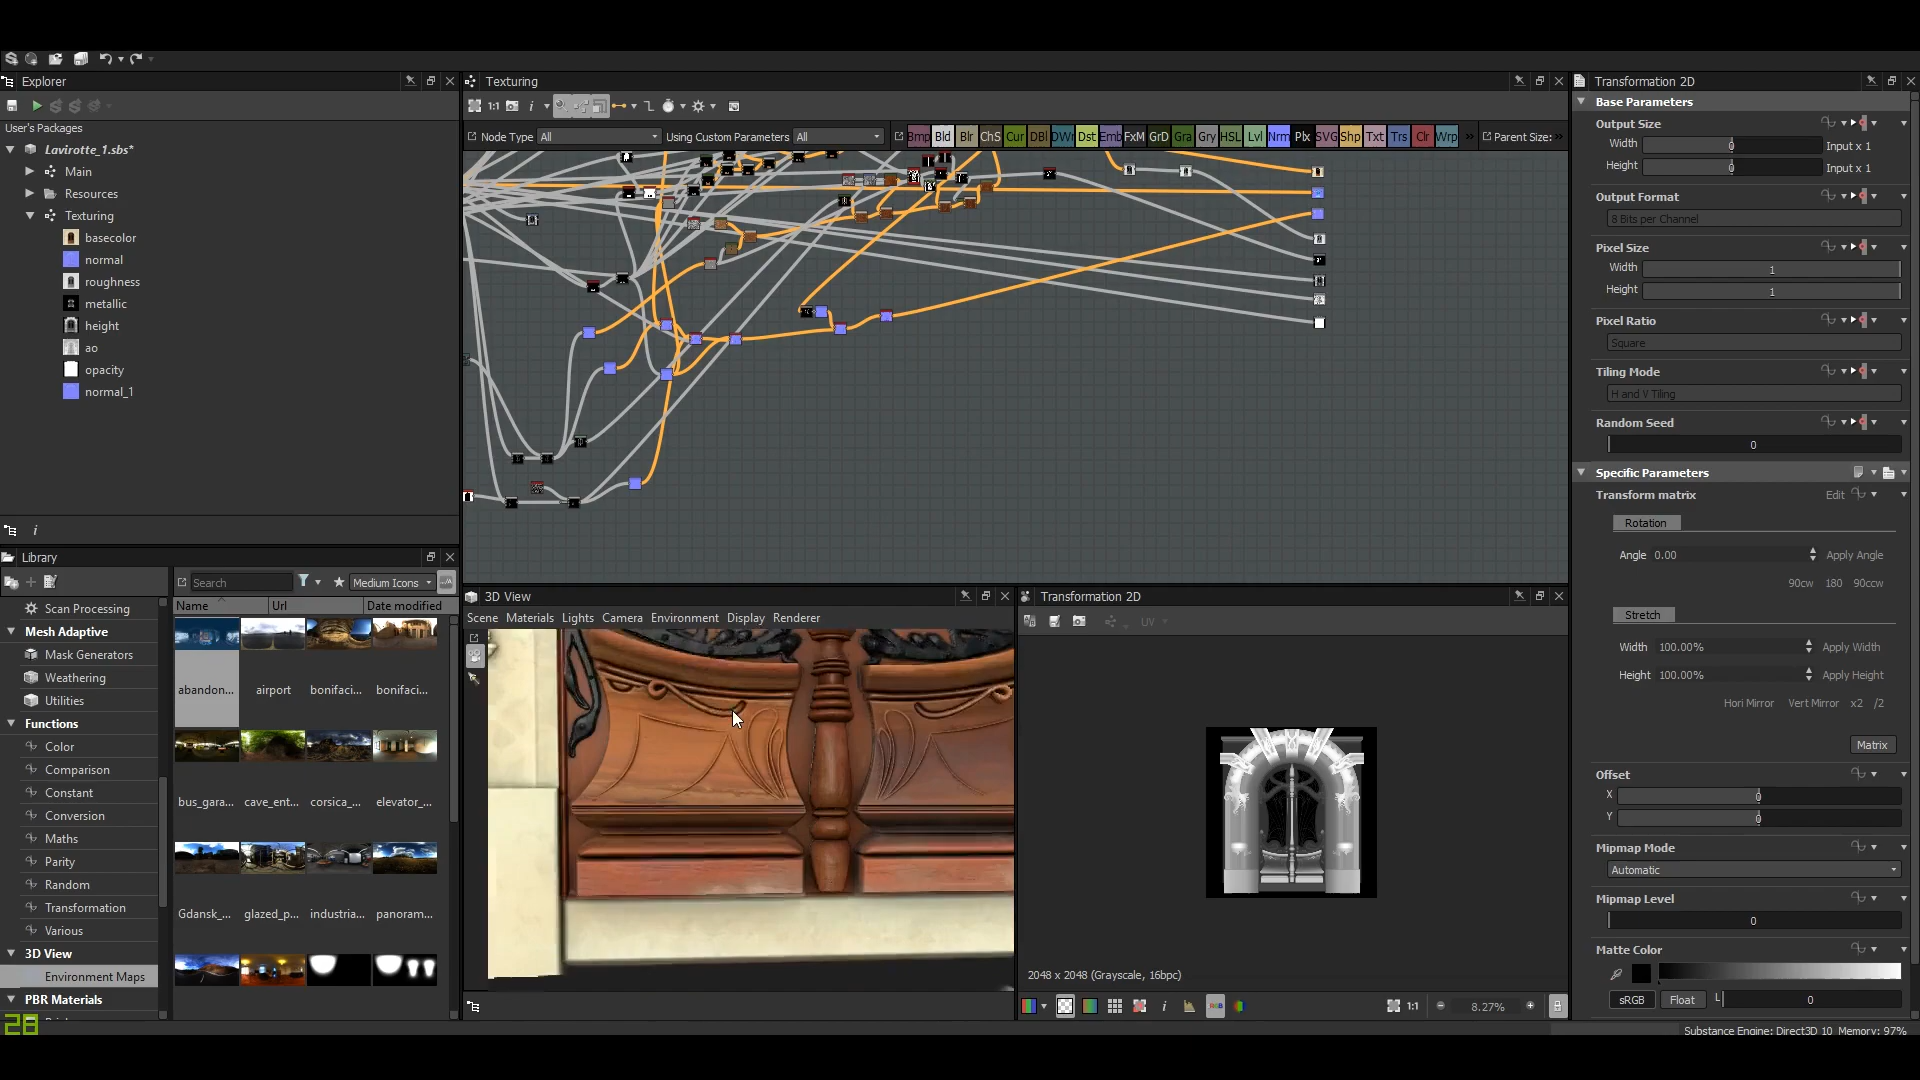 Explorer
User's Packages
Lavirotte_1.sbs*
Main
Resources
Texturing
basecolor
normal
roughness
metallic
height
ao
opacity
normal_1
Library
Search
Medium Icons
Name
Url
Date modified
Scan Processing
Mesh Adaptive
Mask Generators
Weathering
Utilities
Functions
Color
Comparison
Constant
Conversion
Maths
Parity
Random
Transformation
Various
3D View
Environment Maps
PBR Materials
abandon...
airport
bonifaci...
bonifaci...
bus_gara...
cave_ent...
corsica_...
elevator_...
Gdansk_...
glazed_p...
industria...
panoram...
28
Texturing
1:1
Node Type
All
Using Custom Parameters
All
Bmp
Bld
Blr
ChS
Cur
DBl
DWr
Dst
Emb
FxM
GrD
Gra
Gry
HSL
Lvl
Nrm
Plx
SVG
Shp
Txt
Trs
Clr
Wrp
Parent Size:
3D View
Scene
Materials
Lights
Camera
Environment
Display
Renderer
Transformation 2D
UV
2048 x 2048 (Grayscale, 16bpc)
1:1
8.27%
Transformation 2D
Base Parameters
Output Size
Width
0
Input x 1
Height
0
Input x 1
Output Format
8 Bits per Channel
Pixel Size
Width
1
Height
1
Pixel Ratio
Square
Tiling Mode
H and V Tiling
Random Seed
0
Specific Parameters
Transform matrix
Edit
Rotation
Angle
0.00
Apply Angle
90cw
180
90ccw
Stretch
Width
100.00%
Apply Width
Height
100.00%
Apply Height
Hori Mirror
Vert Mirror
x2
/2
Matrix
Offset
X
0
Y
0
Mipmap Mode
Automatic
Mipmap Level
0
Matte Color
sRGB
Float
L
0
Substance Engine: Direct3D 10 Memory: 97%